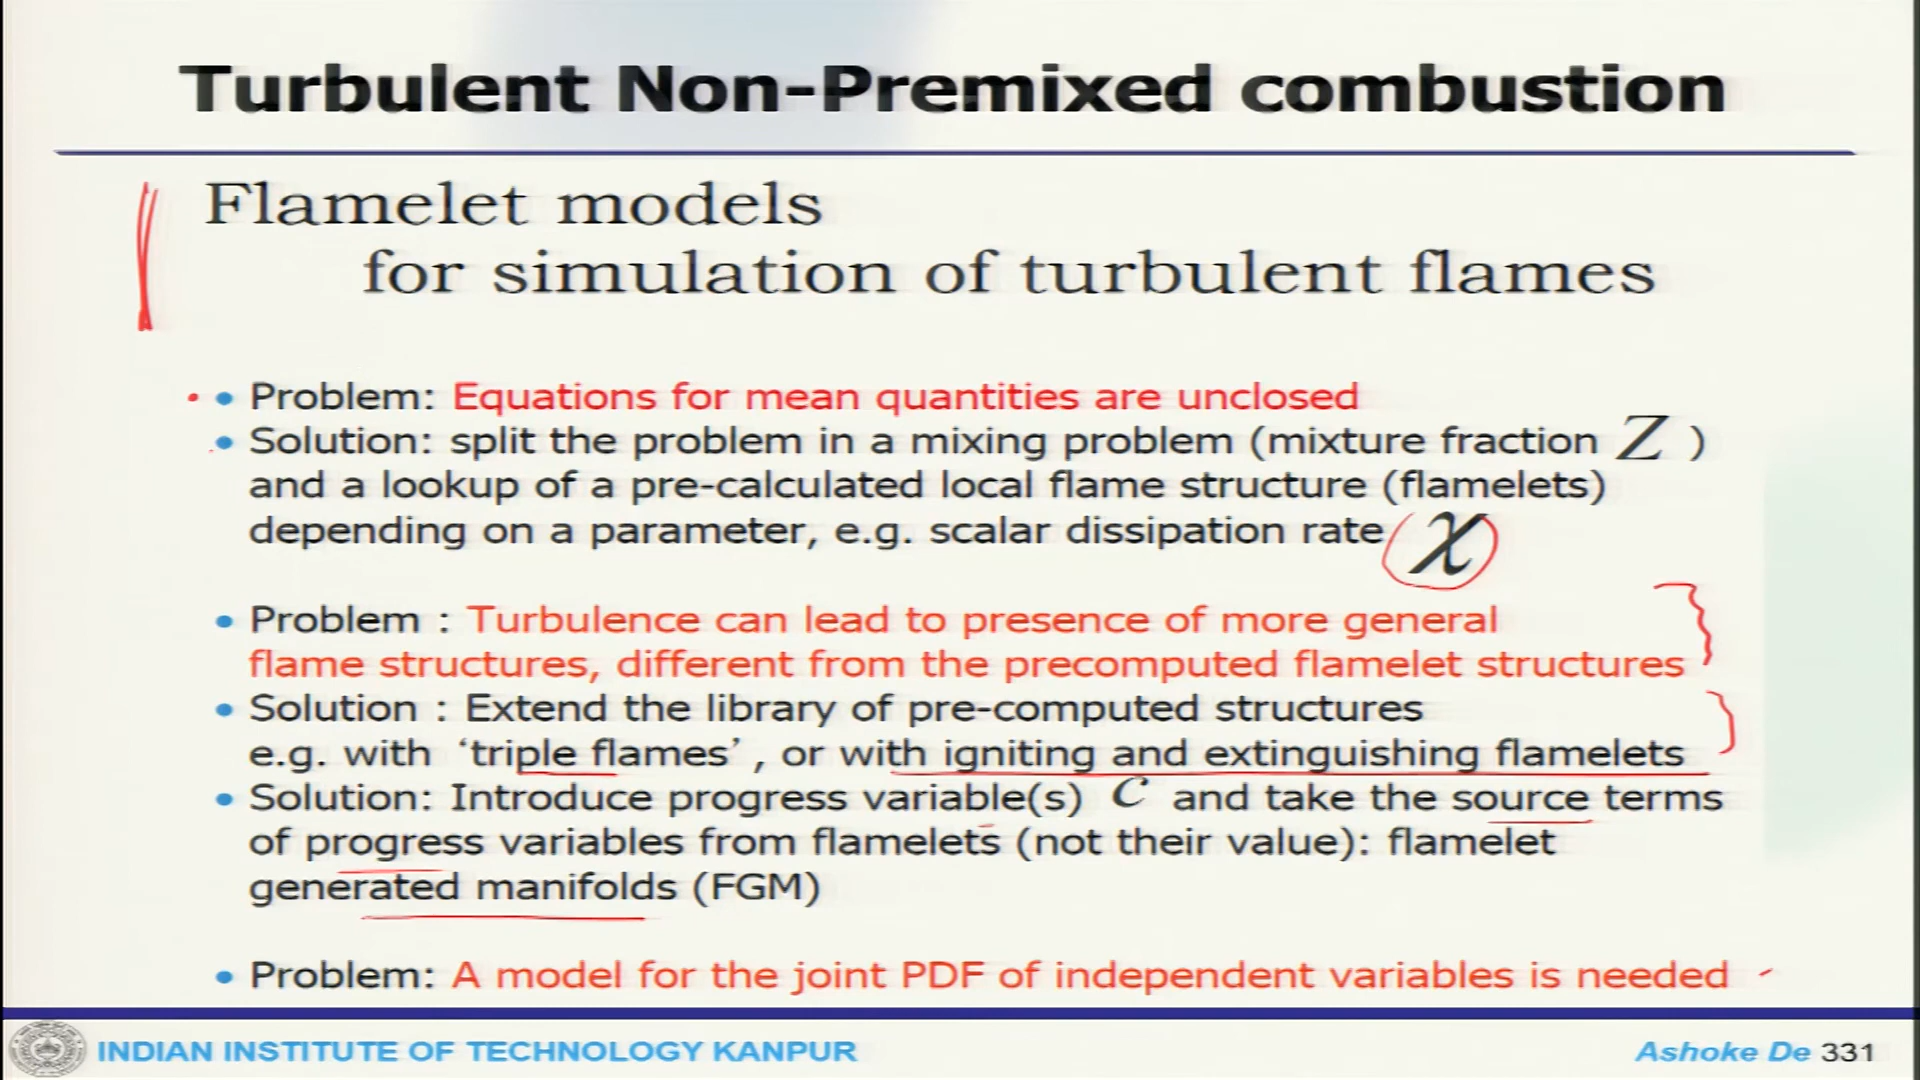 Turbulent Non-Premixed combustion
Flamelet models
for simulation of turbulent flames
• Problem: Equations for mean quantities are unclosed
• Solution: split the problem in a mixing problem (mixture fraction Z )
and a lookup of a pre-calculated local flame structure (flamelets)
depending on a parameter, e.g. scalar dissipation rate χ
• Problem : Turbulence can lead to presence of more general
flame structures, different from the precomputed flamelet structures
• Solution : Extend the library of pre-computed structures
e.g. with ‘triple flames’ , or with igniting and extinguishing flamelets
• Solution: Introduce progress variable(s) C and take the source terms
of progress variables from flamelets (not their value): flamelet
generated manifolds (FGM)
• Problem: A model for the joint PDF of independent variables is needed
INDIAN INSTITUTE OF TECHNOLOGY KANPUR
Ashoke De 331